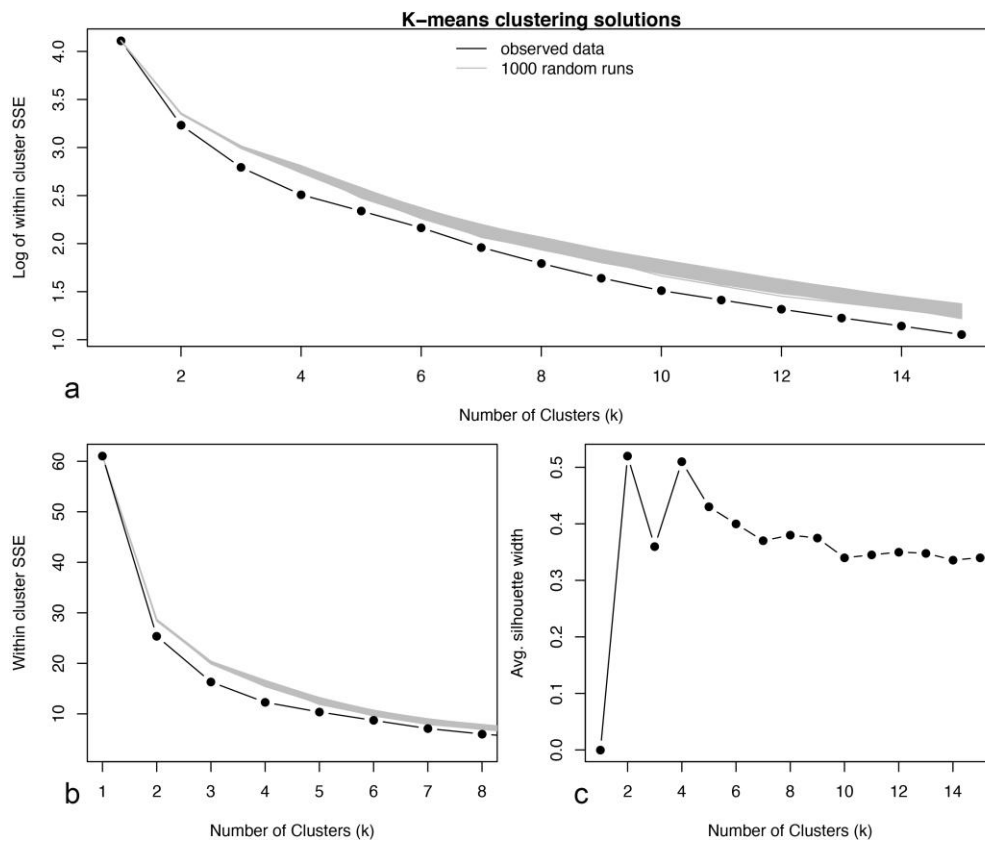 K−means clustering solutions
observed data
1000 random runs
Log of within cluster SSE
4.0
3.5
3.0
2.5
2.0
1.5
1.0
2 4 6 8 10 12 14
a
Number of Clusters (k)
Within cluster SSE
60
50
40
30
20
10
1 2 3 4 5 6 7 8
b
Number of Clusters (k)
Avg. silhouette width
0.5
0.4
0.3
0.2
0.1
0.0
2 4 6 8 10 12 14
c
Number of Clusters (k)